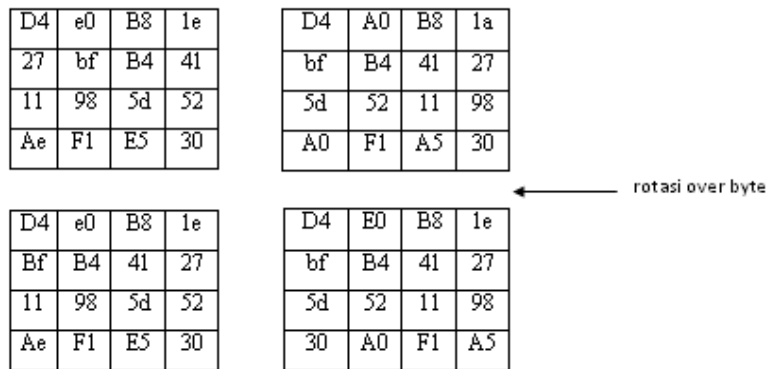 D4 e0 B8 1e
27 bf B4 41
11 98 5d 52
Ae F1 E5 30
D4 A0 B8 1a
bf B4 41 27
5d 52 11 98
A0 F1 A5 30
rotasi over byte
D4 e0 B8 1e
Bf B4 41 27
11 98 5d 52
Ae F1 E5 30
D4 E0 B8 1e
bf B4 41 27
5d 52 11 98
30 A0 F1 A5